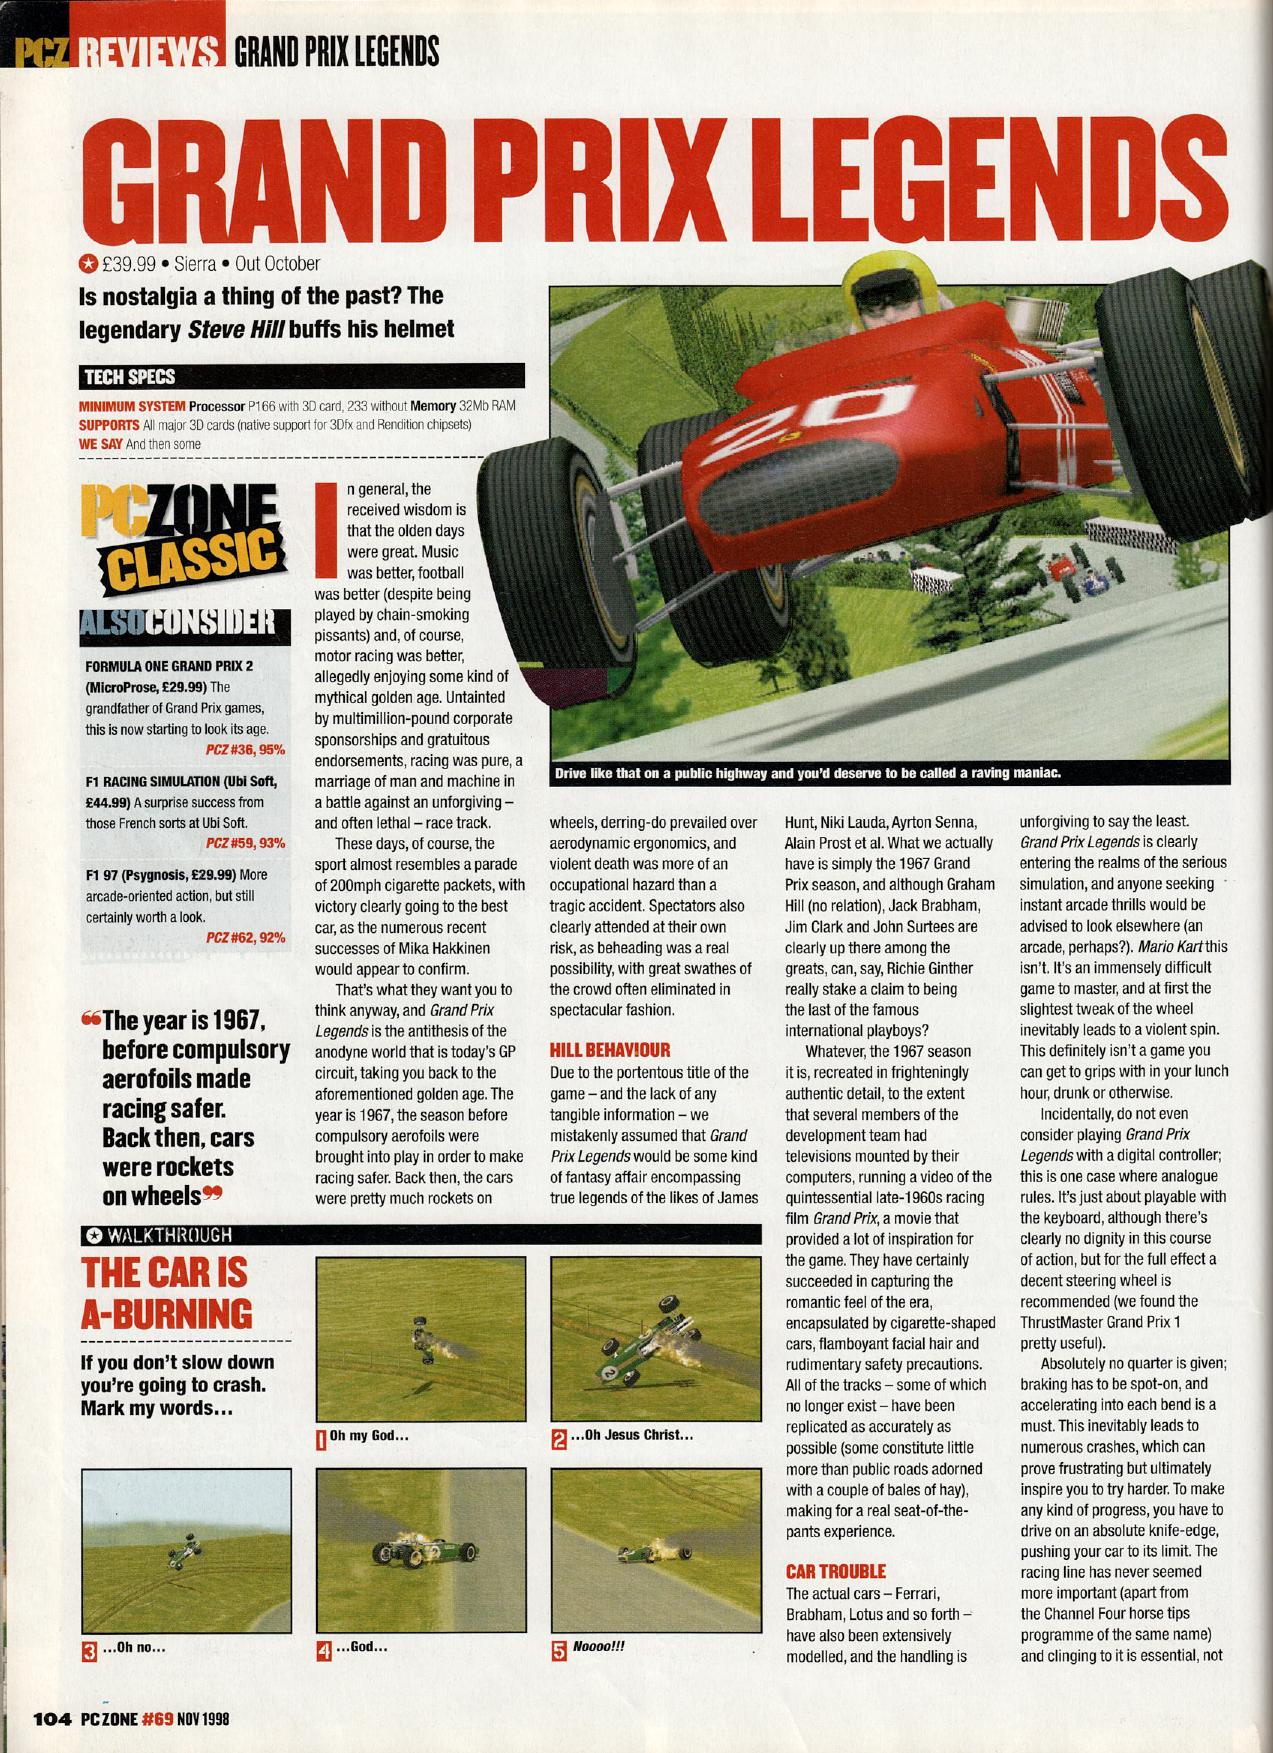 PCZ REVIEWS GRAND PRIX LEGENDS
GRAND PRIX LEGENDS
£39.99 • Sierra • Out October
Is nostalgia a thing of the past? The
legendary Steve Hill buffs his helmet
TECH SPECS
MINIMUM SYSTEM Processor P166 with 3D card, 233 without Memory 32Mb RAM
SUPPORTS All major 3D cards (native support for 3Dfx and Rendition chipsets)
WE SAY And then some
PCZONE
CLASSIC
ALSOCONSIDER
FORMULA ONE GRAND PRIX 2
(MicroProse, £29.99) The
grandfather of Grand Prix games,
this is now starting to look its age.
PCZ #36, 95%
F1 RACING SIMULATION (Ubi Soft,
£44.99) A surprise success from
those French sorts at Ubi Soft.
PCZ #59, 93%
F1 97 (Psygnosis, £29.99) More
arcade-oriented action, but still
certainly worth a look.
PCZ #62, 92%
“The year is 1967,
before compulsory
aerofoils made
racing safer.
Back then, cars
were rockets
on wheels”
In general, the
received wisdom is
that the olden days
were great. Music
was better, football
was better (despite being
played by chain-smoking
pissants) and, of course,
motor racing was better,
allegedly enjoying some kind of
mythical golden age. Untainted
by multimillion-pound corporate
sponsorships and gratuitous
endorsements, racing was pure, a
marriage of man and machine in
a battle against an unforgiving –
and often lethal – race track.
These days, of course, the
sport almost resembles a parade
of 200mph cigarette packets, with
victory clearly going to the best
car, as the numerous recent
successes of Mika Hakkinen
would appear to confirm.
That's what they want you to
think anyway, and Grand Prix
Legends is the antithesis of the
anodyne world that is today's GP
circuit, taking you back to the
aforementioned golden age. The
year is 1967, the season before
compulsory aerofoils were
brought into play in order to make
racing safer. Back then, the cars
were pretty much rockets on
20
Drive like that on a public highway and you'd deserve to be called a raving maniac.
wheels, derring-do prevailed over
aerodynamic ergonomics, and
violent death was more of an
occupational hazard than a
tragic accident. Spectators also
clearly attended at their own
risk, as beheading was a real
possibility, with great swathes of
the crowd often eliminated in
spectacular fashion.
HILL BEHAVIOUR
Due to the portentous title of the
game – and the lack of any
tangible information – we
mistakenly assumed that Grand
Prix Legends would be some kind
of fantasy affair encompassing
true legends of the likes of James
Hunt, Niki Lauda, Ayrton Senna,
Alain Prost et al. What we actually
have is simply the 1967 Grand
Prix season, and although Graham
Hill (no relation), Jack Brabham,
Jim Clark and John Surtees are
clearly up there among the
greats, can, say, Richie Ginther
really stake a claim to being
the last of the famous
international playboys?
Whatever, the 1967 season
it is, recreated in frighteningly
authentic detail, to the extent
that several members of the
development team had
televisions mounted by their
computers, running a video of the
quintessential late-1960s racing
film Grand Prix, a movie that
provided a lot of inspiration for
the game. They have certainly
succeeded in capturing the
romantic feel of the era,
encapsulated by cigarette-shaped
cars, flamboyant facial hair and
rudimentary safety precautions.
All of the tracks – some of which
no longer exist – have been
replicated as accurately as
possible (some constitute little
more than public roads adorned
with a couple of bales of hay),
making for a real seat-of-the-
pants experience.
CAR TROUBLE
The actual cars – Ferrari,
Brabham, Lotus and so forth –
have also been extensively
modelled, and the handling is
unforgiving to say the least.
Grand Prix Legends is clearly
entering the realms of the serious
simulation, and anyone seeking
instant arcade thrills would be
advised to look elsewhere (an
arcade, perhaps?). Mario Kart this
isn't. It's an immensely difficult
game to master, and at first the
slightest tweak of the wheel
inevitably leads to a violent spin.
This definitely isn't a game you
can get to grips with in your lunch
hour, drunk or otherwise.
Incidentally, do not even
consider playing Grand Prix
Legends with a digital controller;
this is one case where analogue
rules. It's just about playable with
the keyboard, although there's
clearly no dignity in this course
of action, but for the full effect a
decent steering wheel is
recommended (we found the
ThrustMaster Grand Prix 1
pretty useful).
Absolutely no quarter is given;
braking has to be spot-on, and
accelerating into each bend is a
must. This inevitably leads to
numerous crashes, which can
prove frustrating but ultimately
inspire you to try harder. To make
any kind of progress, you have to
drive on an absolute knife-edge,
pushing your car to its limit. The
racing line has never seemed
more important (apart from
the Channel Four horse tips
programme of the same name)
and clinging to it is essential, not
WALKTHROUGH
THE CAR IS
A-BURNING
If you don't slow down
you're going to crash.
Mark my words...
1 Oh my God...
2 ...Oh Jesus Christ...
3 ...Oh no...
4 ...God...
5 Noooo!!!
104 PC ZONE #69 NOV 1998